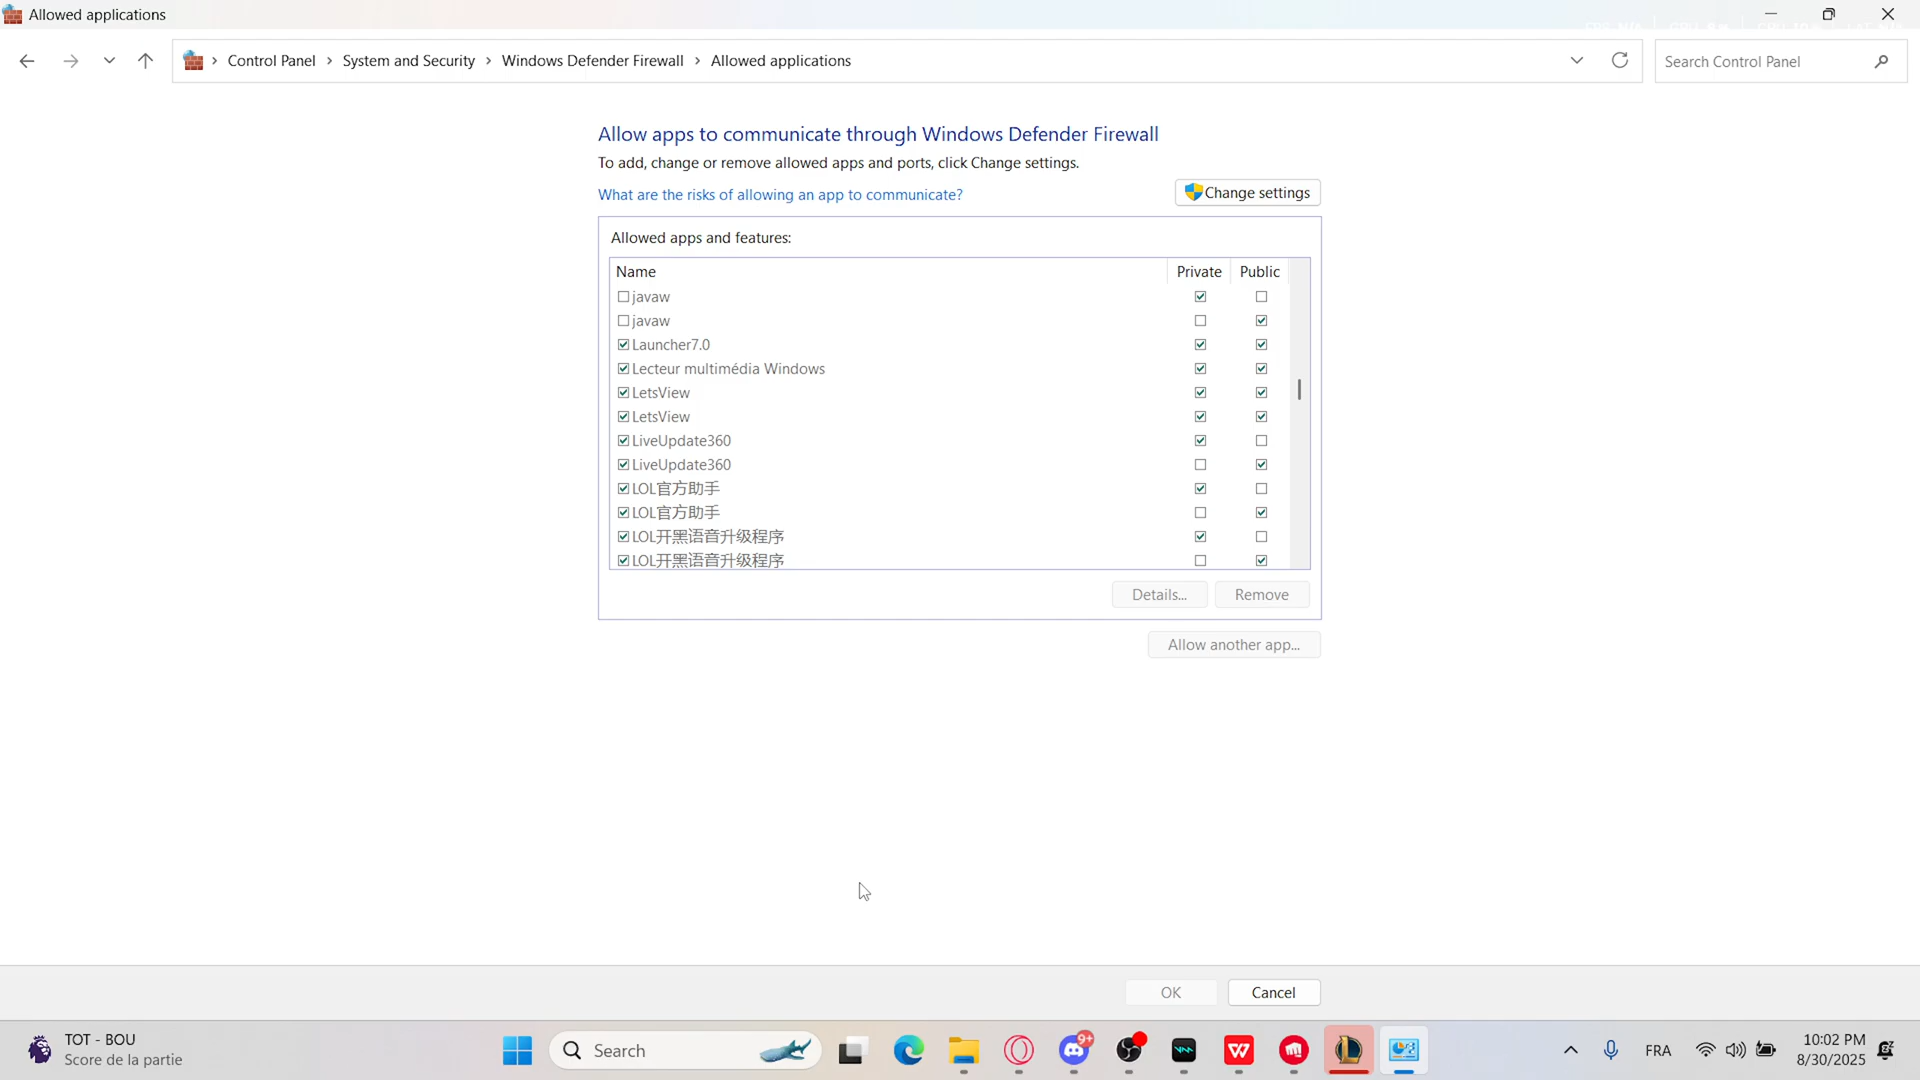 Allowed applications
Control Panel > System and Security > Windows Defender Firewall > Allowed applications
Search Control Panel
Allow apps to communicate through Windows Defender Firewall
To add, change or remove allowed apps and ports, click Change settings.
What are the risks of allowing an app to communicate?
Change settings
Allowed apps and features:
Name Private Public
javaw
javaw
Launcher7.0
Lecteur multimédia Windows
LetsView
LetsView
LiveUpdate360
LiveUpdate360
LOL官方助手
LOL官方助手
LOL开黑语音升级程序
LOL开黑语音升级程序
Details...
Remove
Allow another app...
OK
Cancel
TOT - BOU
Score de la partie
Search
9+
FRA
10:02 PM
8/30/2025